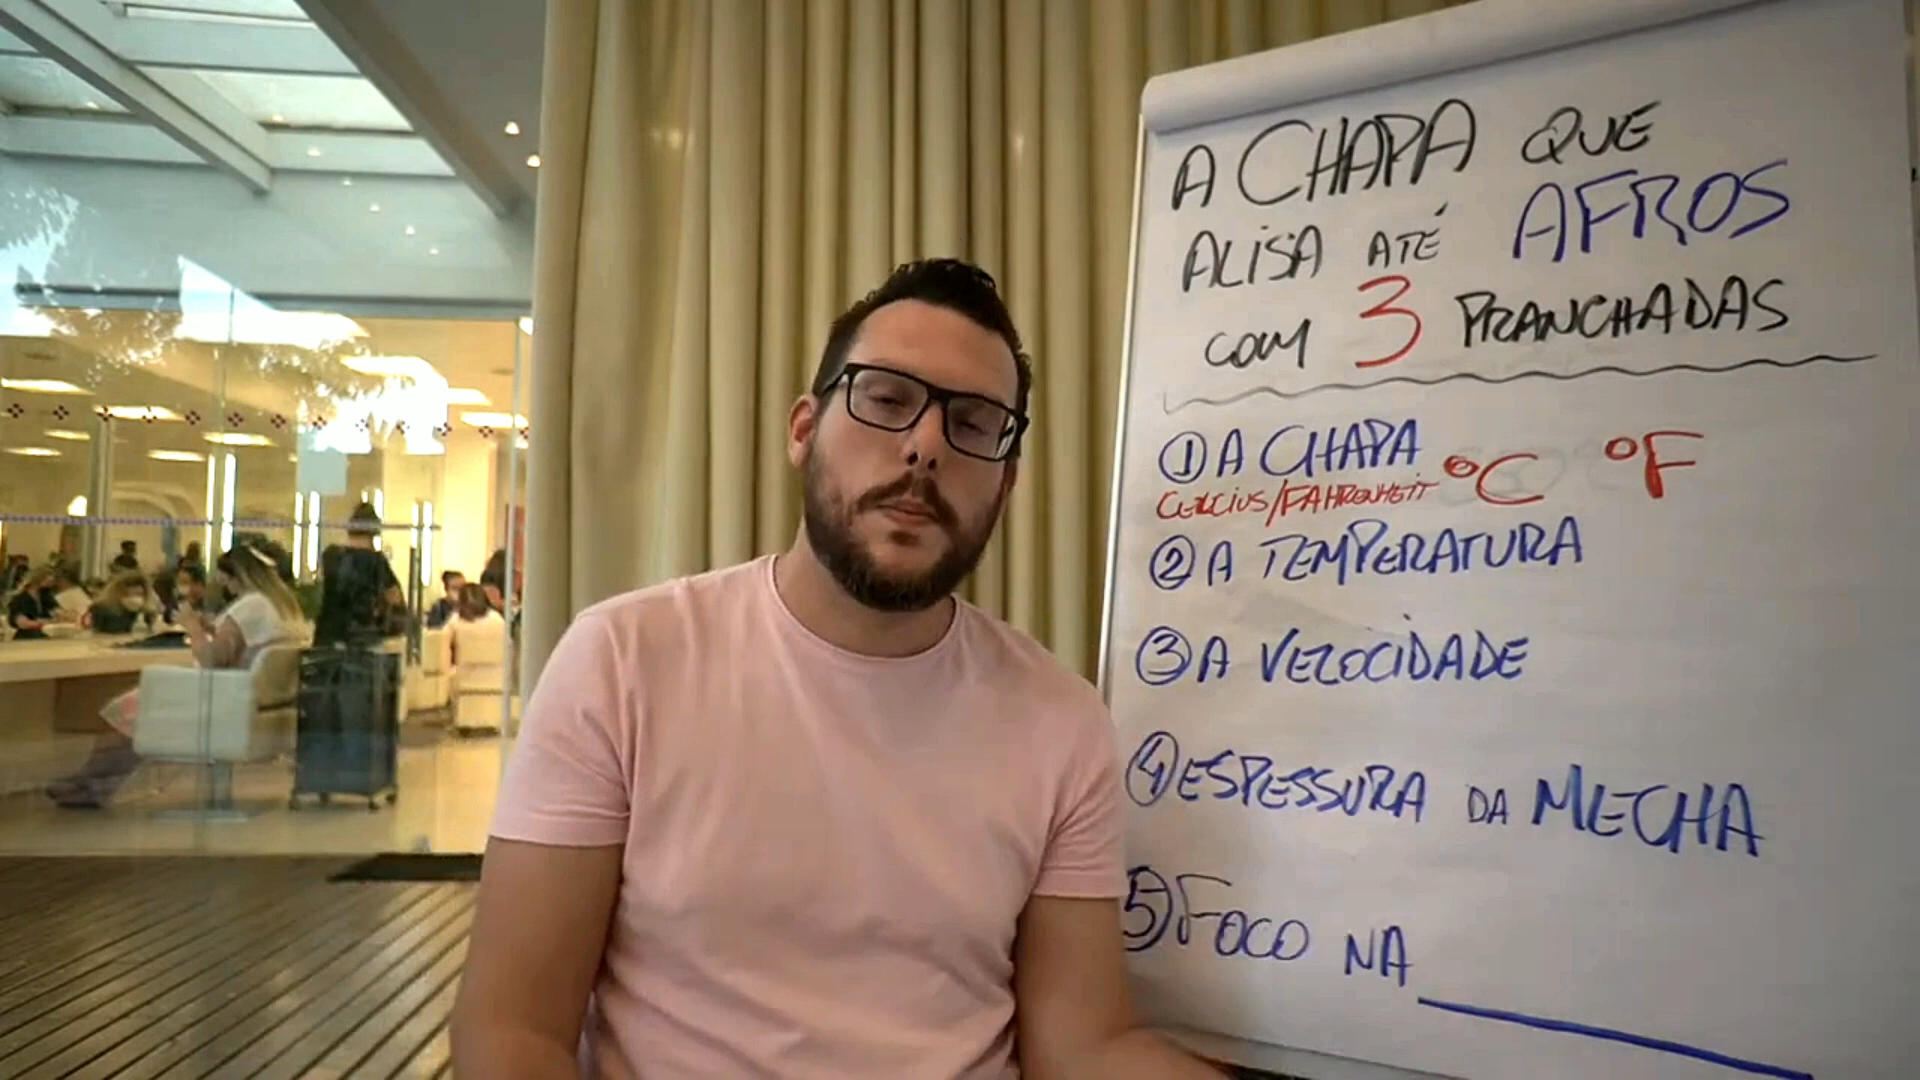 A CHAPA QUE
ALISA ATÉ AFROS
COM 3 PRANCHADAS
① A CHAPA °C °F
CELCIUS/FAHRENHEIT
② A TEMPERATURA
③ A VELOCIDADE
④ ESPESSURA DA MECHA
⑤ FOCO NA